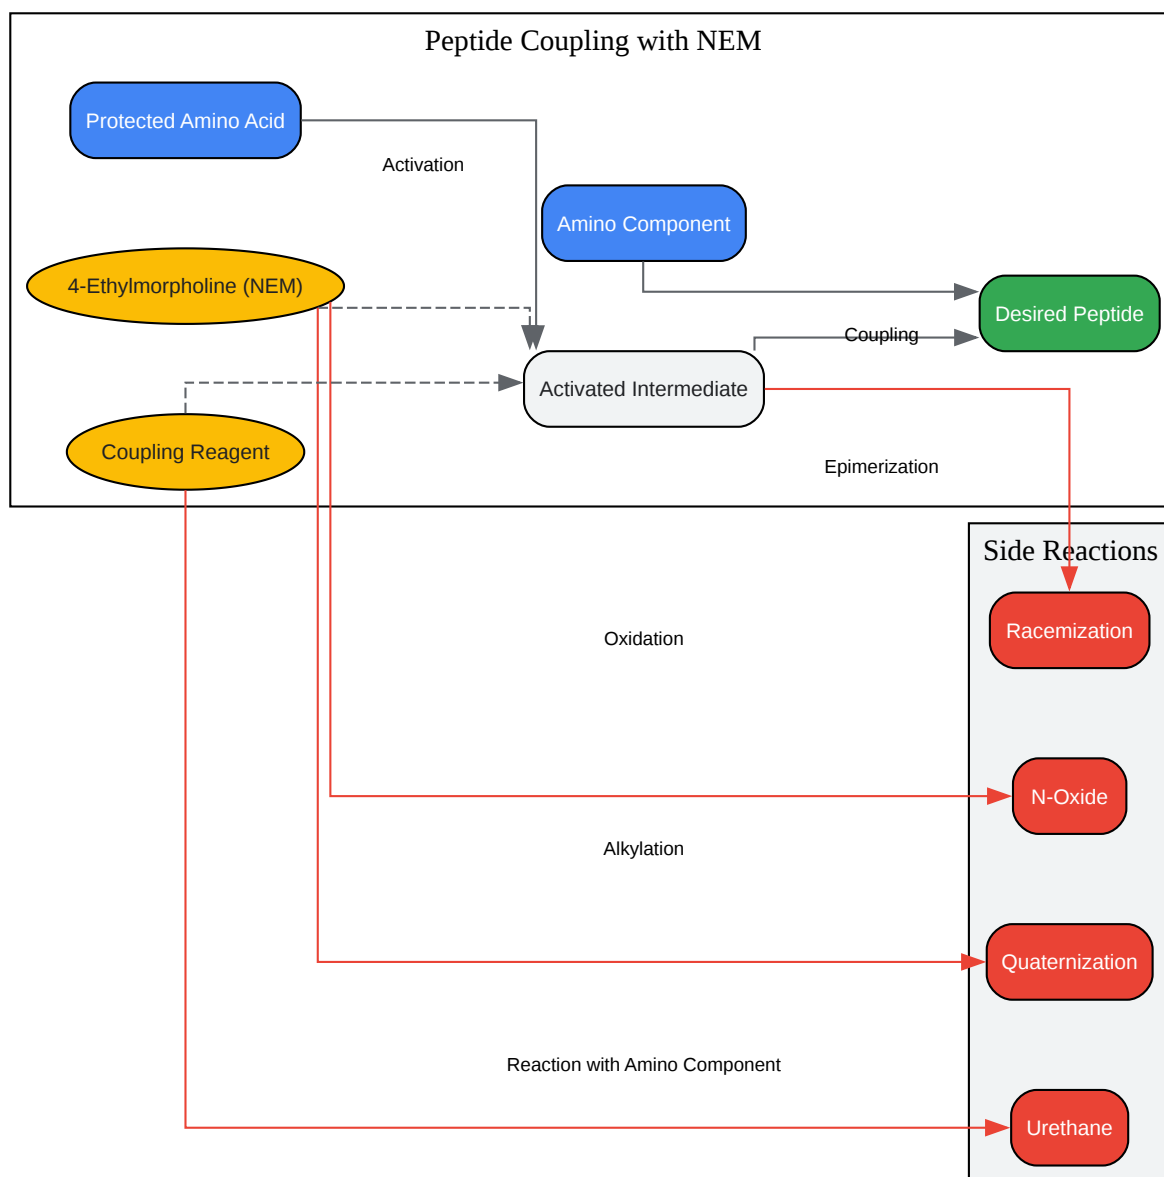 Peptide Coupling with NEM
Protected Amino Acid
Activation
Amino Component
4-Ethylmorpholine (NEM)
Desired Peptide
Coupling
Activated Intermediate
Coupling Reagent
Epimerization
Side Reactions
Racemization
Oxidation
N-Oxide
Alkylation
Quaternization
Reaction with Amino Component
Urethane